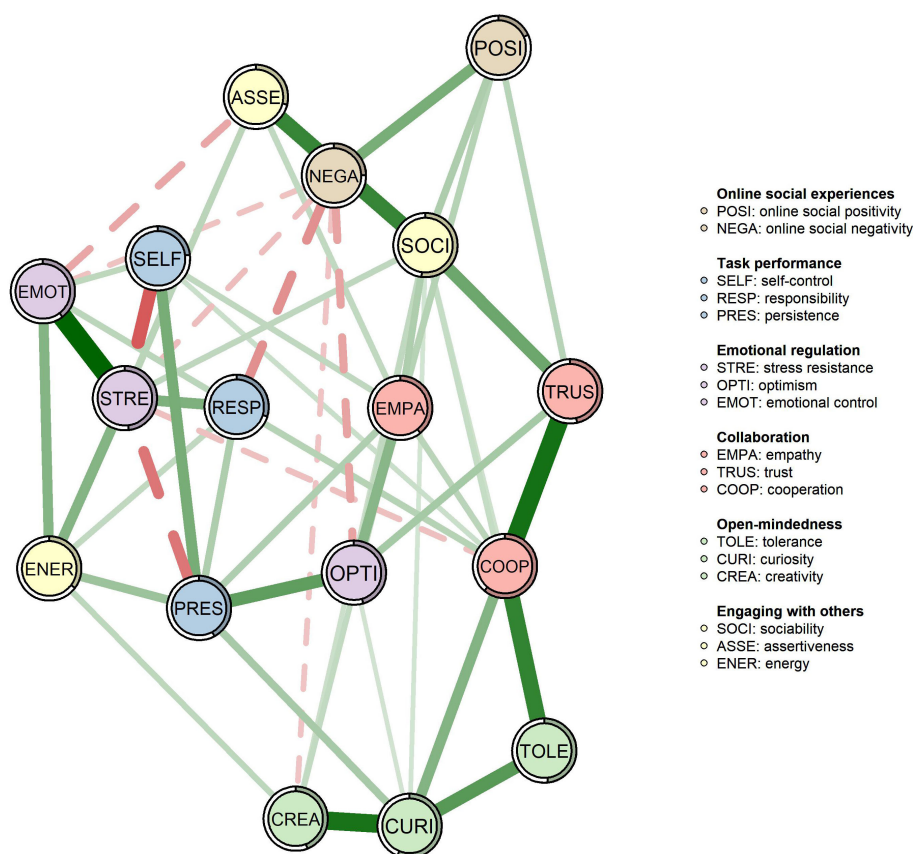 POSI
ASSE
NEGA
SOCI
SELF
EMOT
STRE
RESP
EMPA
TRUS
ENER
PRES
OPTI
COOP
TOLE
CREA
CURI
Online social experiences
POSI: online social positivity
NEGA: online social negativity
Task performance
SELF: self-control
RESP: responsibility
PRES: persistence
Emotional regulation
STRE: stress resistance
OPTI: optimism
EMOT: emotional control
Collaboration
EMPA: empathy
TRUS: trust
COOP: cooperation
Open-mindedness
TOLE: tolerance
CURI: curiosity
CREA: creativity
Engaging with others
SOCI: sociability
ASSE: assertiveness
ENER: energy